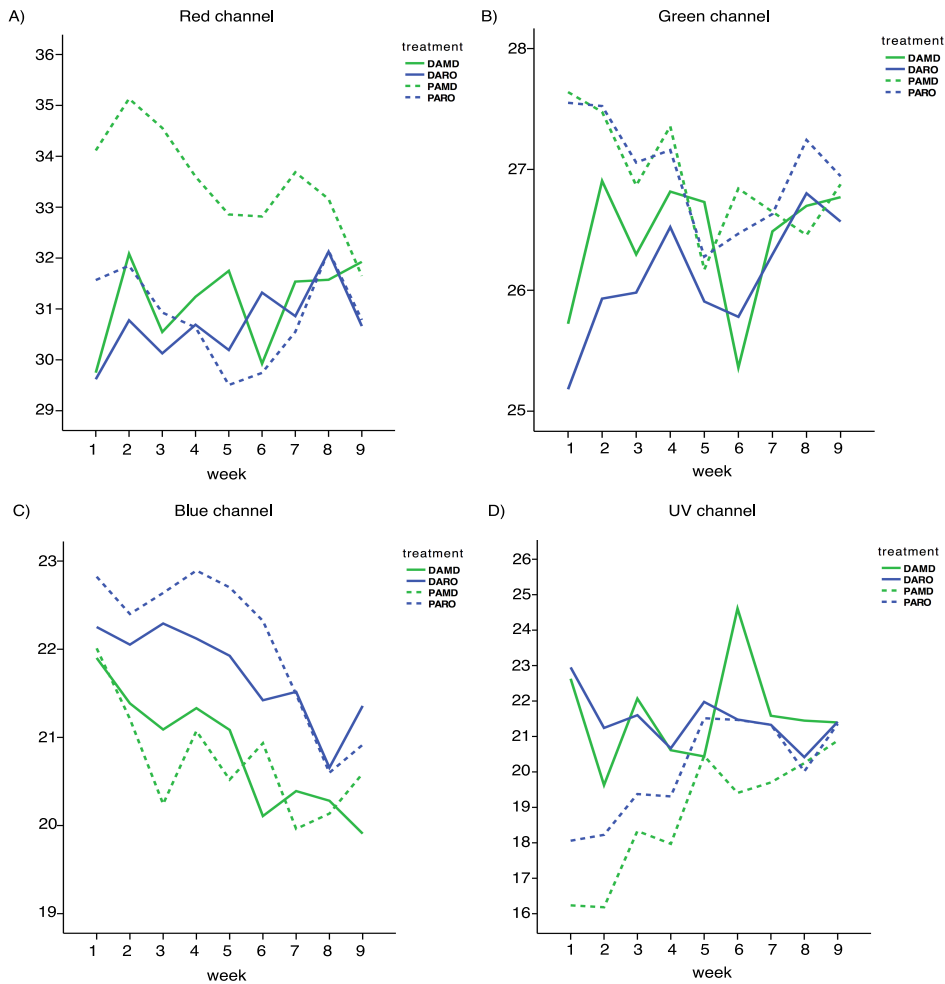 A)
Red channel
treatment
DAMD
DARO
PAMD
PARO
36
35
34
33
32
31
30
29
1 2 3 4 5 6 7 8 9
week
B)
Green channel
treatment
DAMD
DARO
PAMD
PARO
28
27
26
25
1 2 3 4 5 6 7 8 9
week
C)
Blue channel
treatment
DAMD
DARO
PAMD
PARO
23
22
21
20
19
1 2 3 4 5 6 7 8 9
week
D)
UV channel
treatment
DAMD
DARO
PAMD
PARO
26
25
24
23
22
21
20
19
18
17
16
1 2 3 4 5 6 7 8 9
week